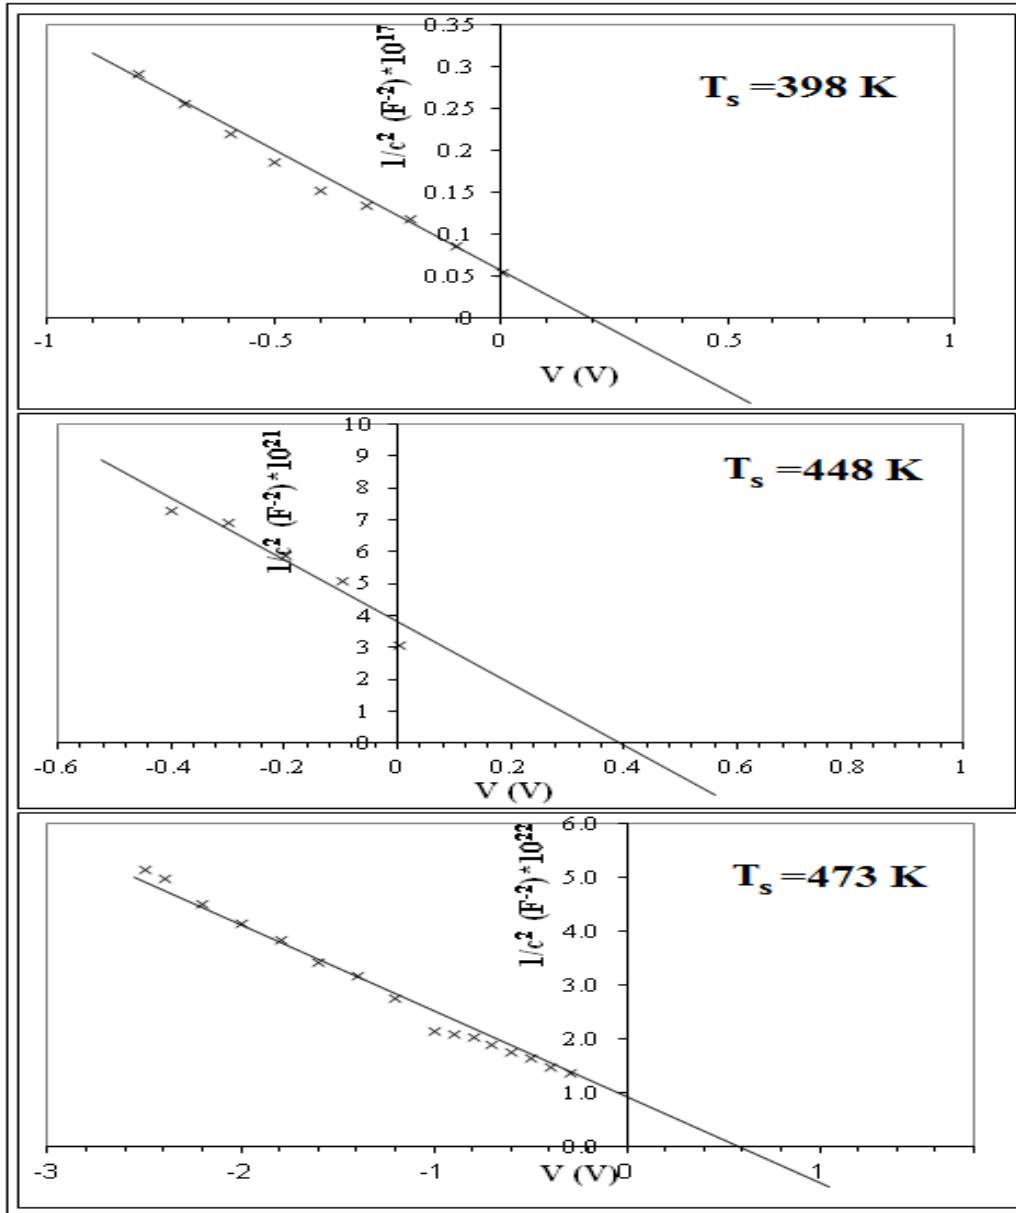 0.35
0.3
0.25
0.2
0.15
0.1
0.05
0
1/c² (F⁻²)*10¹⁷
Tₛ =398 K
-1 -0.5 0 0.5 1
V (V)
10
9
8
7
6
5
4
3
2
1
0
1/c² (F⁻²)*10²¹
Tₛ =448 K
-0.6 -0.4 -0.2 0 0.2 0.4 0.6 0.8 1
V (V)
6.0
5.0
4.0
3.0
2.0
1.0
0.0
1/c² (F⁻²)*10²²
Tₛ =473 K
-3 -2 -1 0 1
V (V)